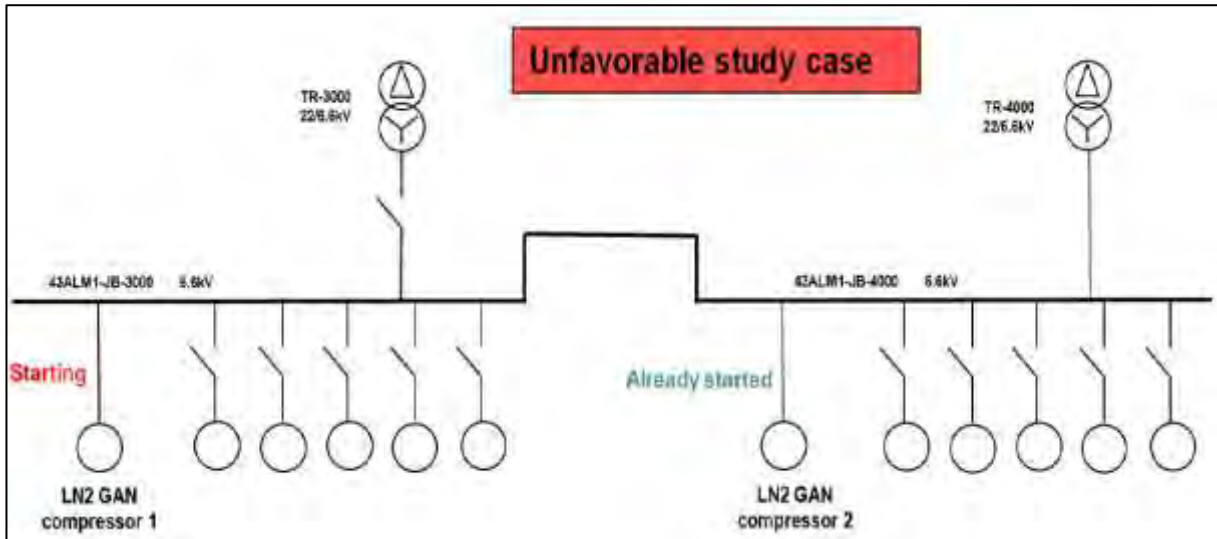 Unfavorable study case
TR-3000
22/6.6kV
TR-4000
22/6.6kV
43ALM1-JB-3000 6.6kV
43ALM1-JB-4000 6.6kV
Starting
Already started
LN2 GAN
compressor 1
LN2 GAN
compressor 2